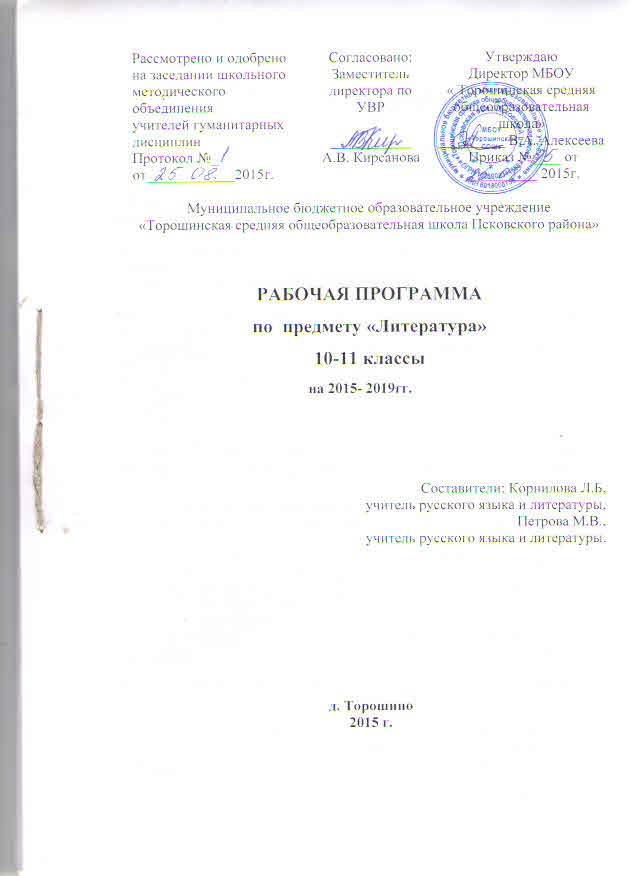 Рассмотрено и одобрено
на заседании школьного
методического
объединения
учителей гуманитарных
дисциплин
Протокол № 1
от 25 08. 2015г.
Согласовано:
Заместитель
директора по
УВР
А.В. Кирсанова
Утверждаю
Директор МБОУ
« Торошинская средняя
общеобразовательная
школа»
В.А. Алексеева
Приказ № от
2015г.
Муниципальное бюджетное образовательное учреждение
«Торошинская средняя общеобразовательная школа Псковского района»
РАБОЧАЯ ПРОГРАММА
по предмету «Литература»
10-11 классы
на 2015- 2019гг.
Составители: Корнилова Л.Б,
учитель русского языка и литературы,
Петрова М.В.,
учитель русского языка и литературы.
д. Торошино
2015 г.